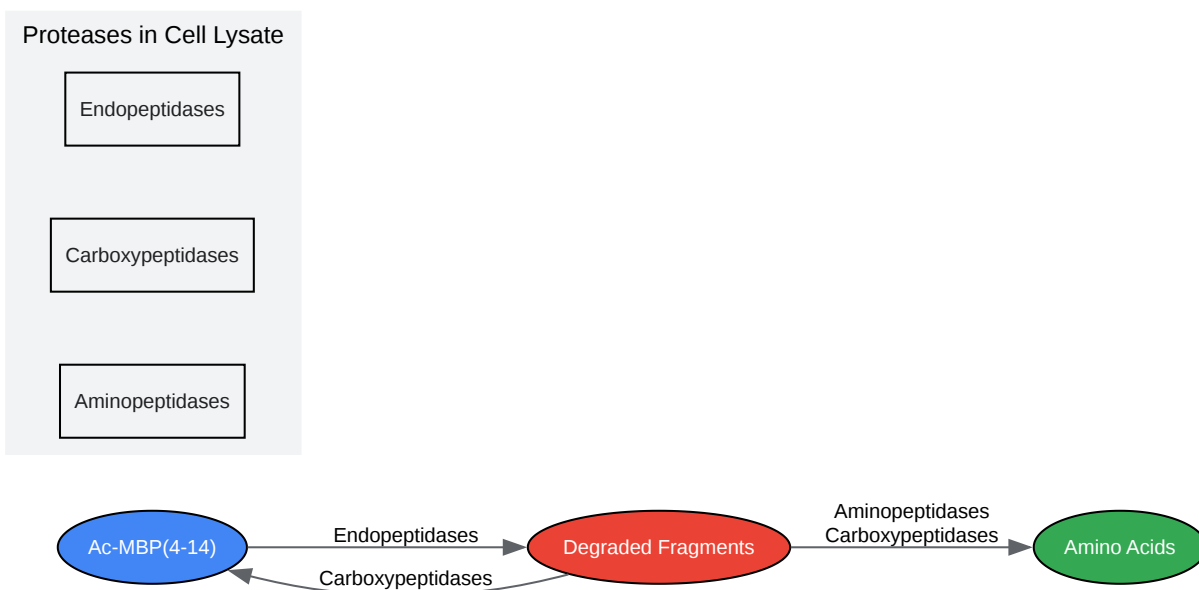 Proteases in Cell Lysate
Endopeptidases
Carboxypeptidases
Aminopeptidases
Ac-MBP(4-14)
Endopeptidases
Carboxypeptidases
Degraded Fragments
Aminopeptidases
Carboxypeptidases
Amino Acids